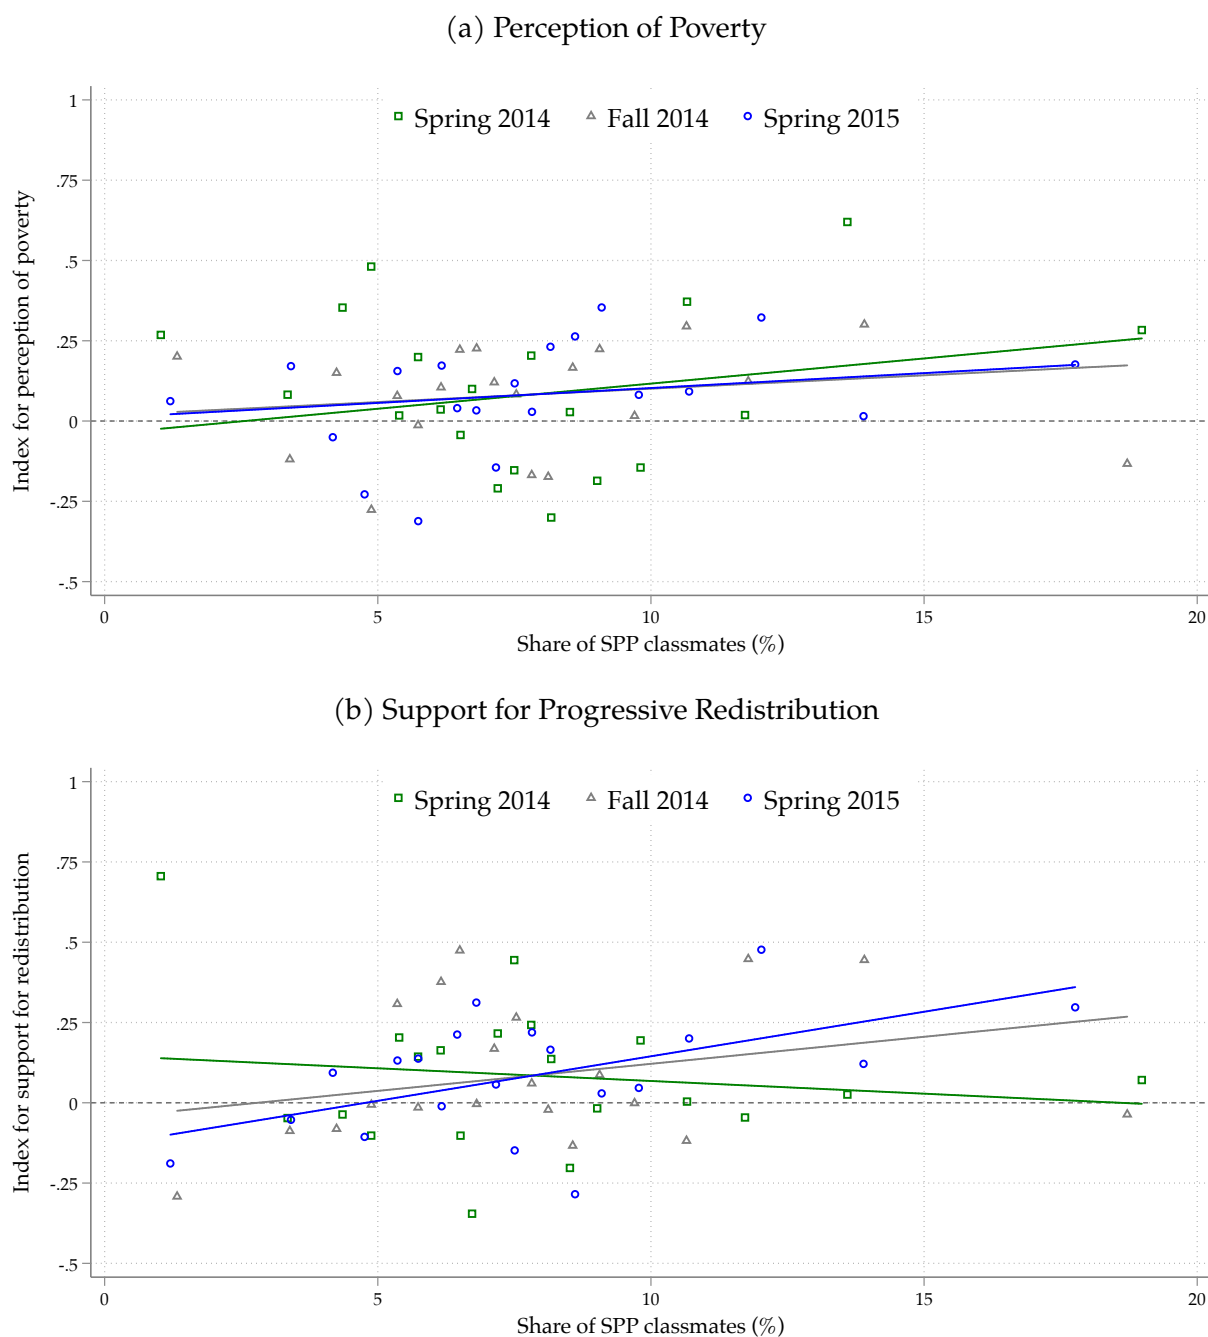 (a) Perception of Poverty
Spring 2014 Fall 2014 Spring 2015
Index for perception of poverty
1
.75
.5
.25
0
-.25
-.5
0 5 10 15 20
Share of SPP classmates (%)
(b) Support for Progressive Redistribution
Spring 2014 Fall 2014 Spring 2015
Index for support for redistribution
1
.75
.5
.25
0
-.25
-.5
0 5 10 15 20
Share of SPP classmates (%)